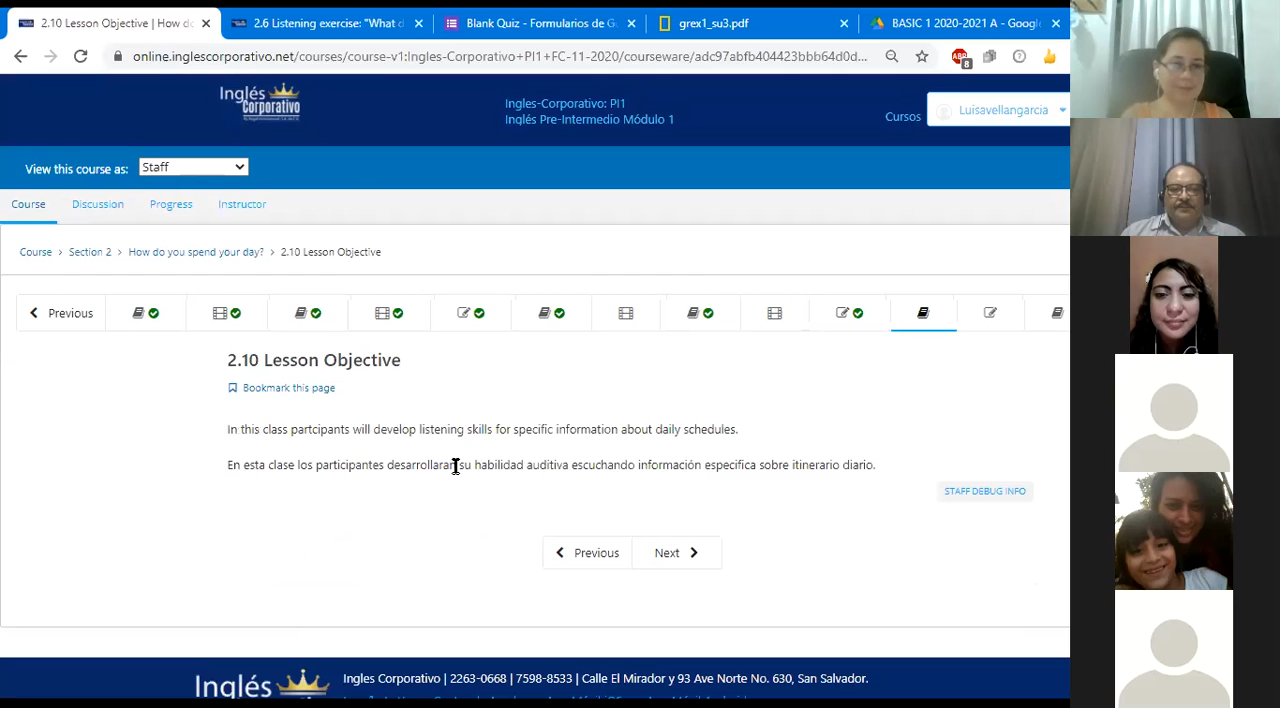 2.10 Lesson Objective | How do
2.6 Listening exercise: "What d
Blank Quiz - Formularios de G
grex1_su3.pdf
BASIC 1 2020-2021 A - Google
online.inglescorporativo.net/courses/course-v1:Ingles-Corporativo+PI1+FC-11-2020/courseware/adc97abfb404423bbb64d0d...
8
Inglés
Corporativo
Ingles-Corporativo: PI1
Inglés Pre-Intermedio Módulo 1
Cursos
Luisavellangarcia
View this course as:
Staff
Course
Discussion
Progress
Instructor
Course > Section 2 > How do you spend your day? > 2.10 Lesson Objective
Previous
2.10 Lesson Objective
Bookmark this page
In this class partcipants will develop listening skills for specific information about daily schedules.
En esta clase los participantes desarrollaran su habilidad auditiva escuchando información especifica sobre itinerario diario.
STAFF DEBUG INFO
Previous
Next
Inglés
Ingles Corporativo | 2263-0668 | 7598-8533 | Calle El Mirador y 93 Ave Norte No. 630, San Salvador.